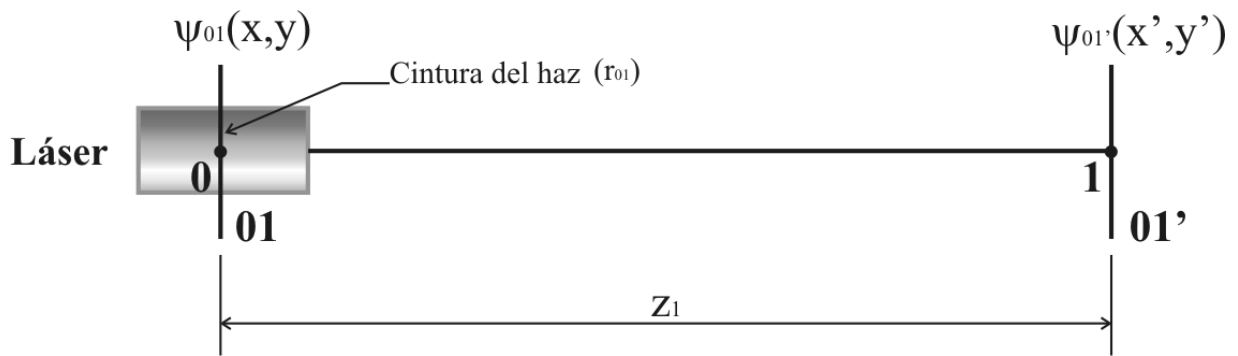 ψ₀₁(x,y)
ψ₀₁’(x’,y’)
Cintura del haz (r₀₁)
Láser
0
1
01
01’
z₁